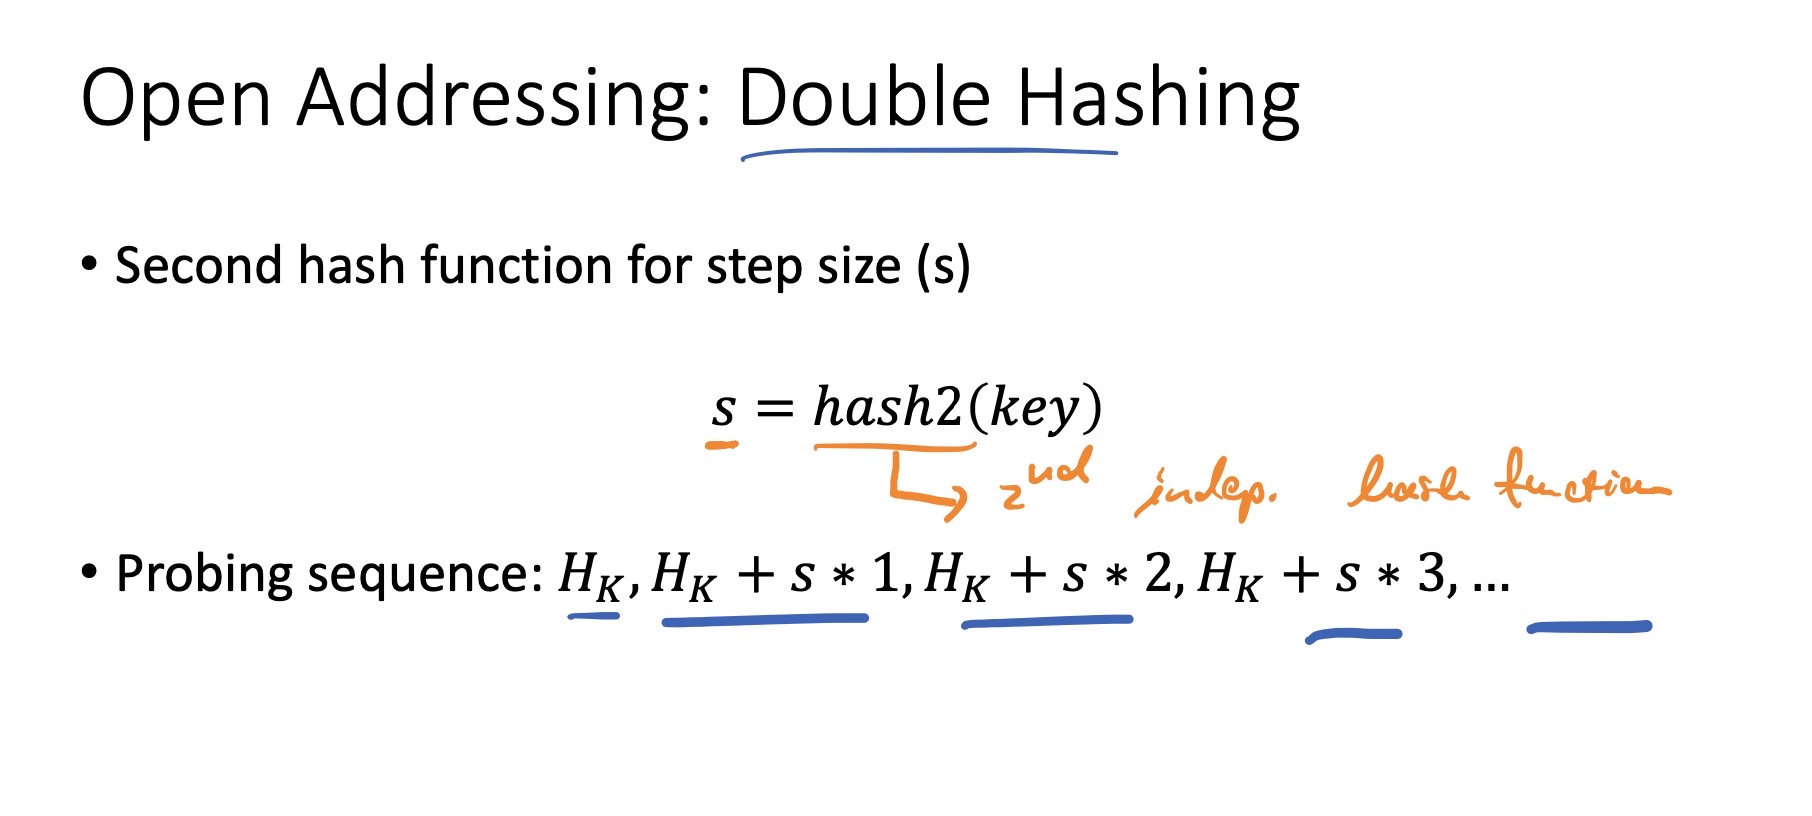 Open Addressing: Double Hashing
• Second hash function for step size (s)
s = hash2(key)
2nd indep. hash function
• Probing sequence: H_K, H_K + s * 1, H_K + s * 2, H_K + s * 3, ...